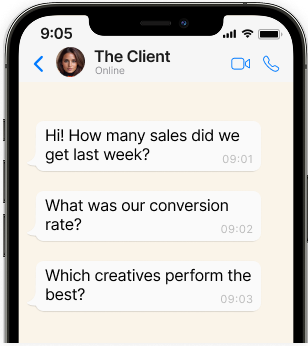 9:05
The Client
Online
Hi! How many sales did we
get last week?
09:01
What was our conversion
rate?
09:02
Which creatives perform the
best?
09:03